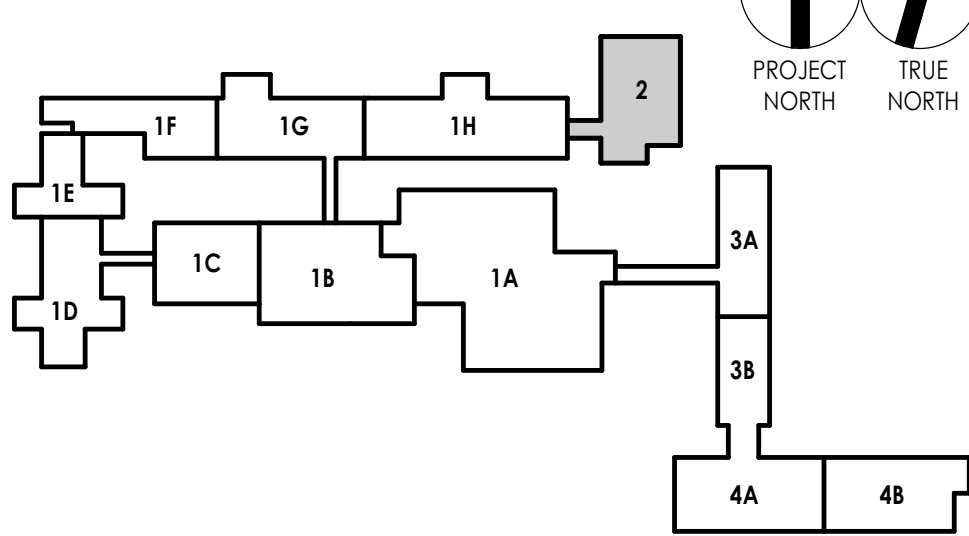 PROJECT
NORTH
TRUE
NORTH
2
1F
1G
1H
1E
3A
1C
1B
1A
1D
3B
4A
4B